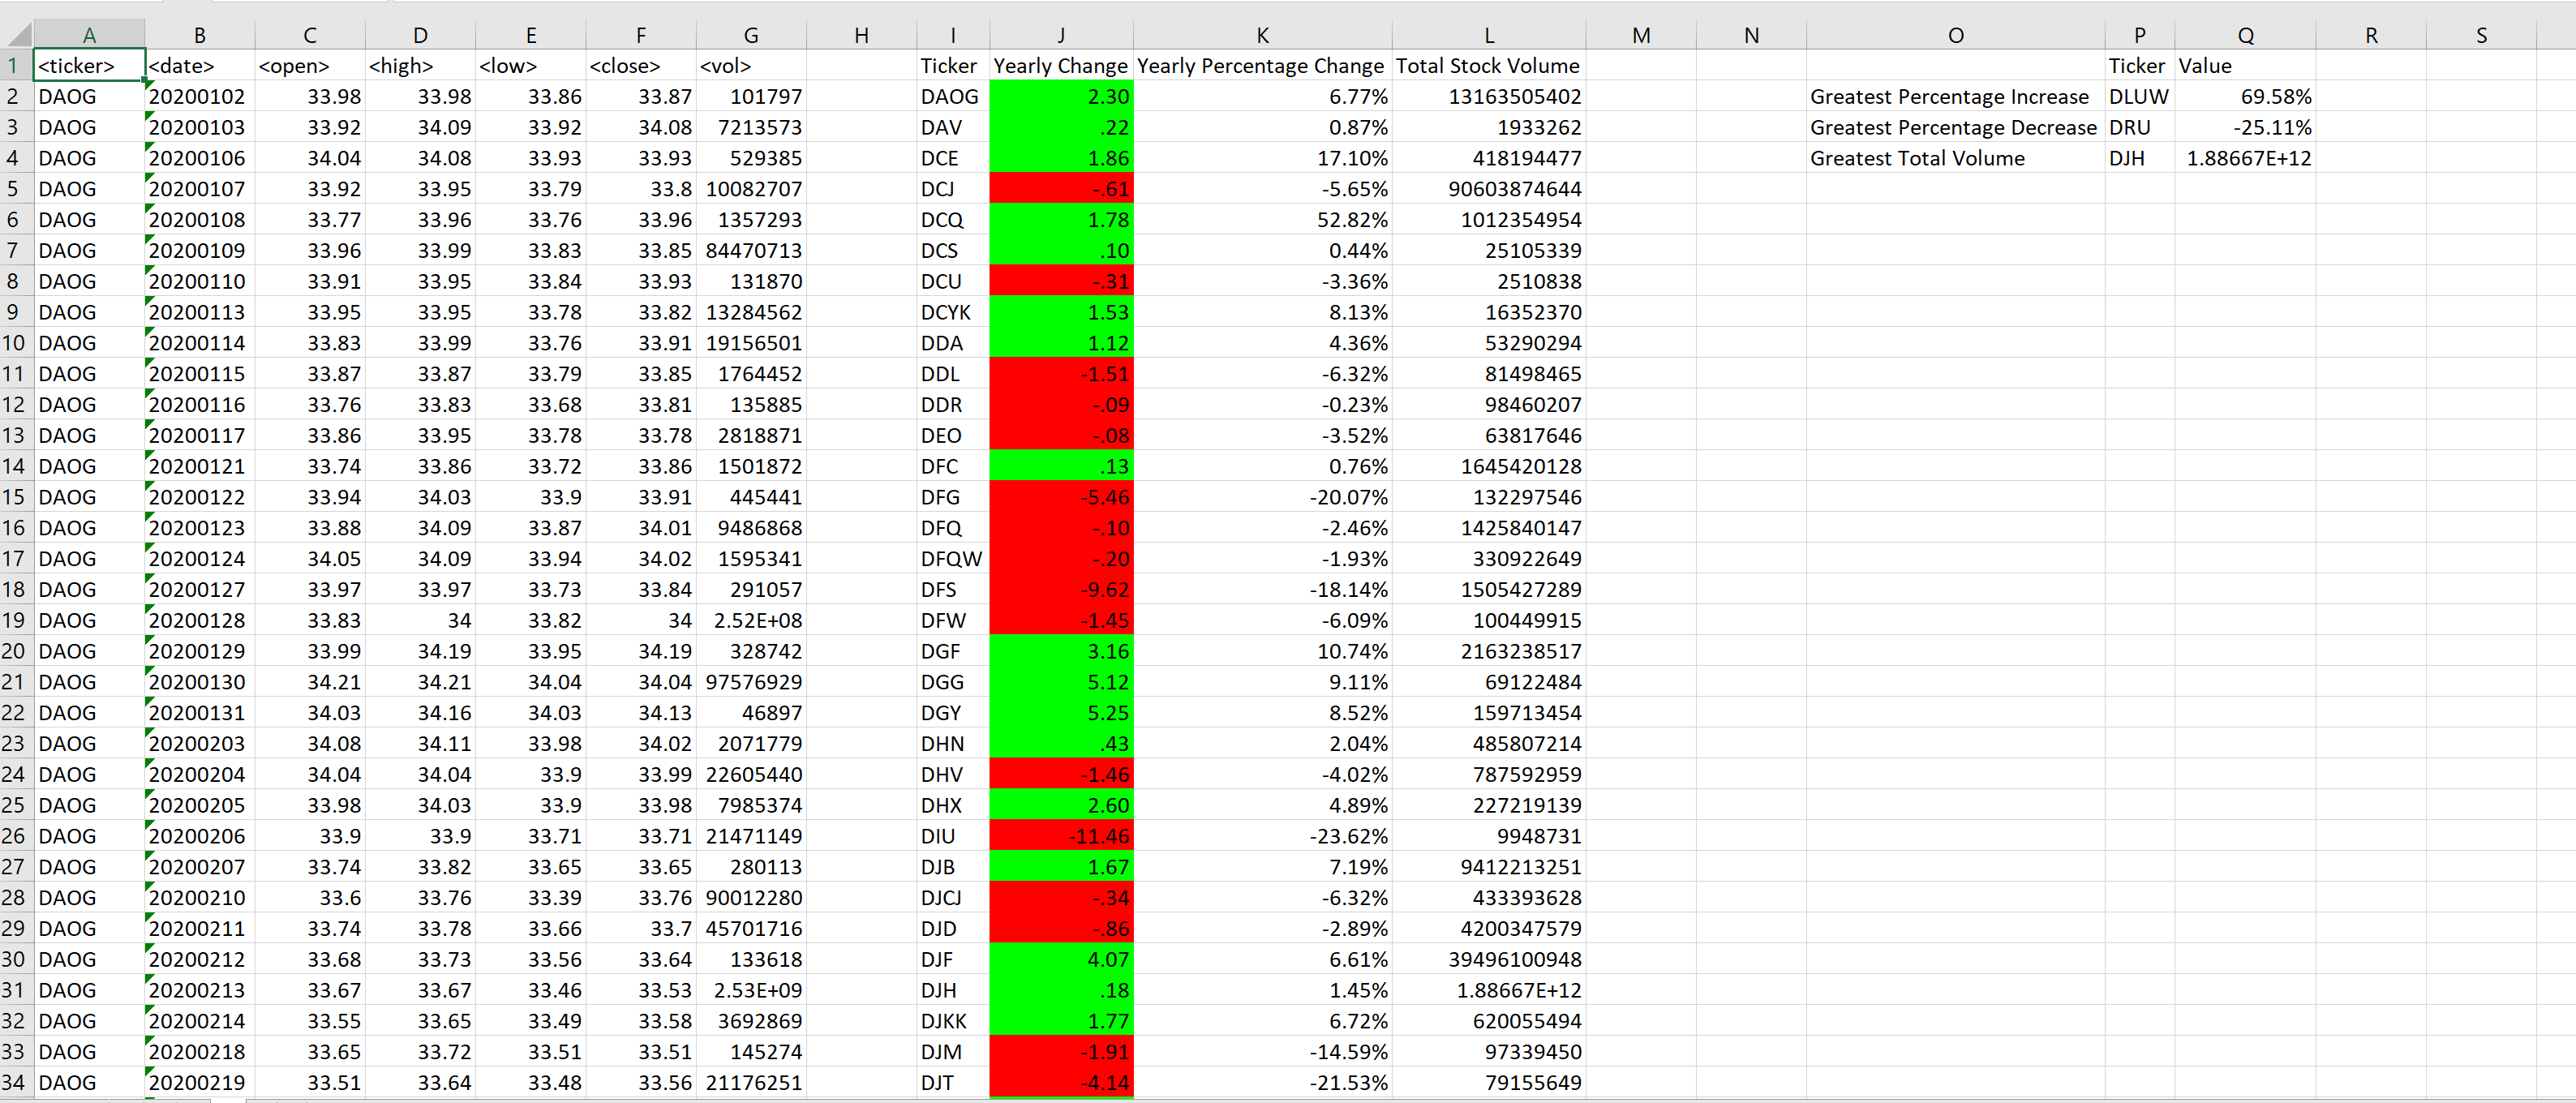 A B C D E F G H I J K L M N O P Q R S
1 <ticker> <date> <open> <high> <low> <close> <vol> Ticker Yearly Change Yearly Percentage Change Total Stock Volume Ticker Value
2 DAOG 20200102 33.98 33.98 33.86 33.87 101797 DAOG 2.30 6.77% 13163505402 Greatest Percentage Increase DLUW 69.58%
3 DAOG 20200103 33.92 34.09 33.92 34.08 7213573 DAV .22 0.87% 1933262 Greatest Percentage Decrease DRU -25.11%
4 DAOG 20200106 34.04 34.08 33.93 33.93 529385 DCE 1.86 17.10% 418194477 Greatest Total Volume DJH 1.88667E+12
5 DAOG 20200107 33.92 33.95 33.79 33.8 10082707 DCJ -.61 -5.65% 90603874644
6 DAOG 20200108 33.77 33.96 33.76 33.96 1357293 DCQ 1.78 52.82% 1012354954
7 DAOG 20200109 33.96 33.99 33.83 33.85 84470713 DCS .10 0.44% 25105339
8 DAOG 20200110 33.91 33.95 33.84 33.93 131870 DCU -.31 -3.36% 2510838
9 DAOG 20200113 33.95 33.95 33.78 33.82 13284562 DCYK 1.53 8.13% 16352370
10 DAOG 20200114 33.83 33.99 33.76 33.91 19156501 DDA 1.12 4.36% 53290294
11 DAOG 20200115 33.87 33.87 33.79 33.85 1764452 DDL -1.51 -6.32% 81498465
12 DAOG 20200116 33.76 33.83 33.68 33.81 135885 DDR -.09 -0.23% 98460207
13 DAOG 20200117 33.86 33.95 33.78 33.78 2818871 DEO -.08 -3.52% 63817646
14 DAOG 20200121 33.74 33.86 33.72 33.86 1501872 DFC .13 0.76% 1645420128
15 DAOG 20200122 33.94 34.03 33.9 33.91 445441 DFG -5.46 -20.07% 132297546
16 DAOG 20200123 33.88 34.09 33.87 34.01 9486868 DFQ -.10 -2.46% 1425840147
17 DAOG 20200124 34.05 34.09 33.94 34.02 1595341 DFQW -.20 -1.93% 330922649
18 DAOG 20200127 33.97 33.97 33.73 33.84 291057 DFS -9.62 -18.14% 1505427289
19 DAOG 20200128 33.83 34 33.82 34 2.52E+08 DFW -1.45 -6.09% 100449915
20 DAOG 20200129 33.99 34.19 33.95 34.19 328742 DGF 3.16 10.74% 2163238517
21 DAOG 20200130 34.21 34.21 34.04 34.04 97576929 DGG 5.12 9.11% 69122484
22 DAOG 20200131 34.03 34.16 34.03 34.13 46897 DGY 5.25 8.52% 159713454
23 DAOG 20200203 34.08 34.11 33.98 34.02 2071779 DHN .43 2.04% 485807214
24 DAOG 20200204 34.04 34.04 33.9 33.99 22605440 DHV -1.46 -4.02% 787592959
25 DAOG 20200205 33.98 34.03 33.9 33.98 7985374 DHX 2.60 4.89% 227219139
26 DAOG 20200206 33.9 33.9 33.71 33.71 21471149 DIU -11.46 -23.62% 9948731
27 DAOG 20200207 33.74 33.82 33.65 33.65 280113 DJB 1.67 7.19% 9412213251
28 DAOG 20200210 33.6 33.76 33.39 33.76 90012280 DJCJ -.34 -6.32% 433393628
29 DAOG 20200211 33.74 33.78 33.66 33.7 45701716 DJD -.86 -2.89% 4200347579
30 DAOG 20200212 33.68 33.73 33.56 33.64 133618 DJF 4.07 6.61% 39496100948
31 DAOG 20200213 33.67 33.67 33.46 33.53 2.53E+09 DJH .18 1.45% 1.88667E+12
32 DAOG 20200214 33.55 33.65 33.49 33.58 3692869 DJKK 1.77 6.72% 620055494
33 DAOG 20200218 33.65 33.72 33.51 33.51 145274 DJM -1.91 -14.59% 97339450
34 DAOG 20200219 33.51 33.64 33.48 33.56 21176251 DJT -4.14 -21.53% 79155649